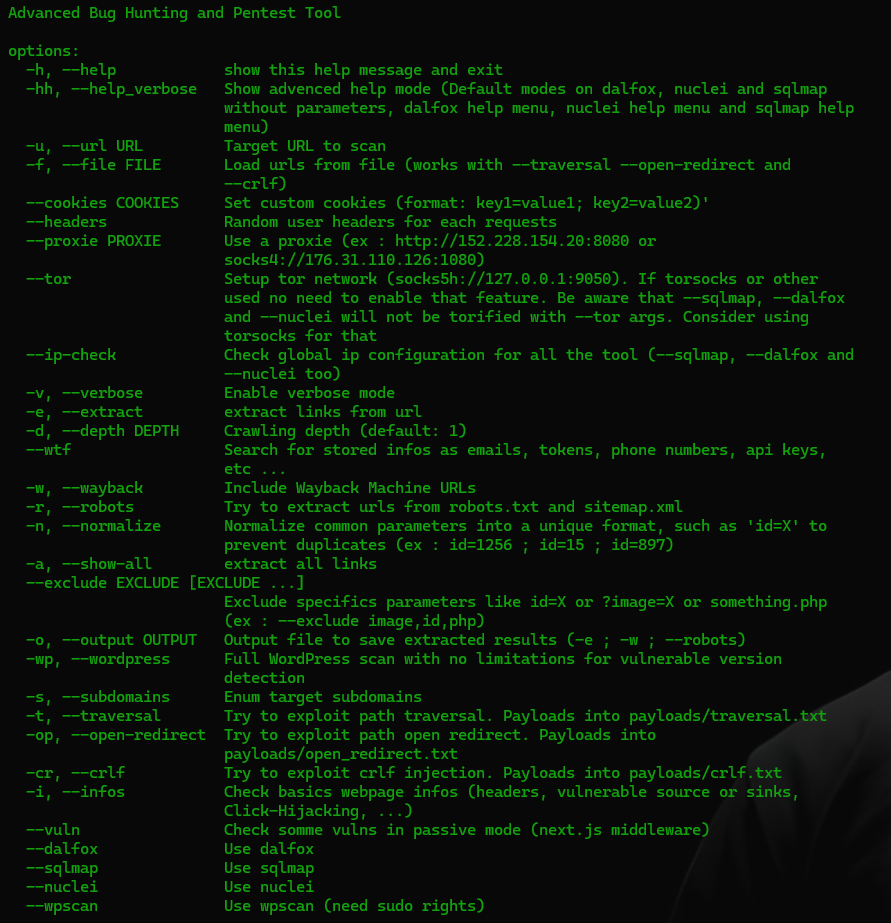 Advanced Bug Hunting and Pentest Tool
options:
-h, --help            show this help message and exit
-hh, --help_verbose   Show advenced help mode (Default modes on dalfox, nuclei and sqlmap
without parameters, dalfox help menu, nuclei help menu and sqlmap help
menu)
-u, --url URL         Target URL to scan
-f, --file FILE       Load urls from file (works with --traversal --open-redirect and
--crlf)
--cookies COOKIES     Set custom cookies (format: key1=value1; key2=value2)'
--headers             Random user headers for each requests
--proxie PROXIE       Use a proxie (ex : http://152.228.154.20:8080 or
socks4://176.31.110.126:1080)
--tor                 Setup tor network (socks5h://127.0.0.1:9050). If torsocks or other
used no need to enable that feature. Be aware that --sqlmap, --dalfox
and --nuclei will not be torified with --tor args. Consider using
torsocks for that
--ip-check            Check global ip configuration for all the tool (--sqlmap, --dalfox and
--nuclei too)
-v, --verbose         Enable verbose mode
-e, --extract         extract links from url
-d, --depth DEPTH     Crawling depth (default: 1)
--wtf                 Search for stored infos as emails, tokens, phone numbers, api keys,
etc ...
-w, --wayback         Include Wayback Machine URLs
-r, --robots          Try to extract urls from robots.txt and sitemap.xml
-n, --normalize       Normalize common parameters into a unique format, such as 'id=X' to
prevent duplicates (ex : id=1256 ; id=15 ; id=897)
-a, --show-all        extract all links
--exclude EXCLUDE [EXCLUDE ...]
Exclude specifics parameters like id=X or ?image=X or something.php
(ex : --exclude image,id,php)
-o, --output OUTPUT   Output file to save extracted results (-e ; -w ; --robots)
-wp, --wordpress      Full WordPress scan with no limitations for vulnerable version
detection
-s, --subdomains      Enum target subdomains
-t, --traversal       Try to exploit path traversal. Payloads into payloads/traversal.txt
-op, --open-redirect  Try to exploit path open redirect. Payloads into
payloads/open_redirect.txt
-cr, --crlf           Try to exploit crlf injection. Payloads into payloads/crlf.txt
-i, --infos           Check basics webpage infos (headers, vulnerable source or sinks,
Click-Hijacking, ...)
--vuln                Check somme vulns in passive mode (next.js middleware)
--dalfox              Use dalfox
--sqlmap              Use sqlmap
--nuclei              Use nuclei
--wpscan              Use wpscan (need sudo rights)